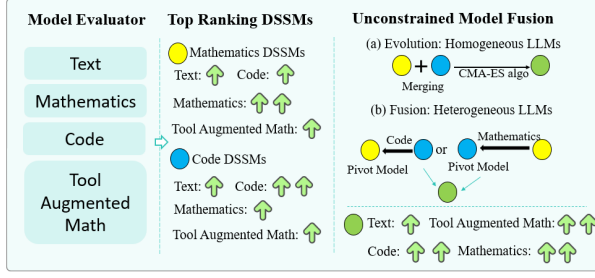 Model Evaluator
Text
Mathematics
Code
Tool
Augmented
Math
Top Ranking DSSMs
Mathematics DSSMs
Text: Code:
Mathematics:
Tool Augmented Math:
Code DSSMs
Text: Code:
Mathematics:
Tool Augmented Math:
Unconstrained Model Fusion
(a) Evolution: Homogeneous LLMs
+
Merging CMA-ES algo
(b) Fusion: Heterogeneous LLMs
Code or Mathematics
Pivot Model Pivot Model
Text: Tool Augmented Math:
Code: Mathematics: